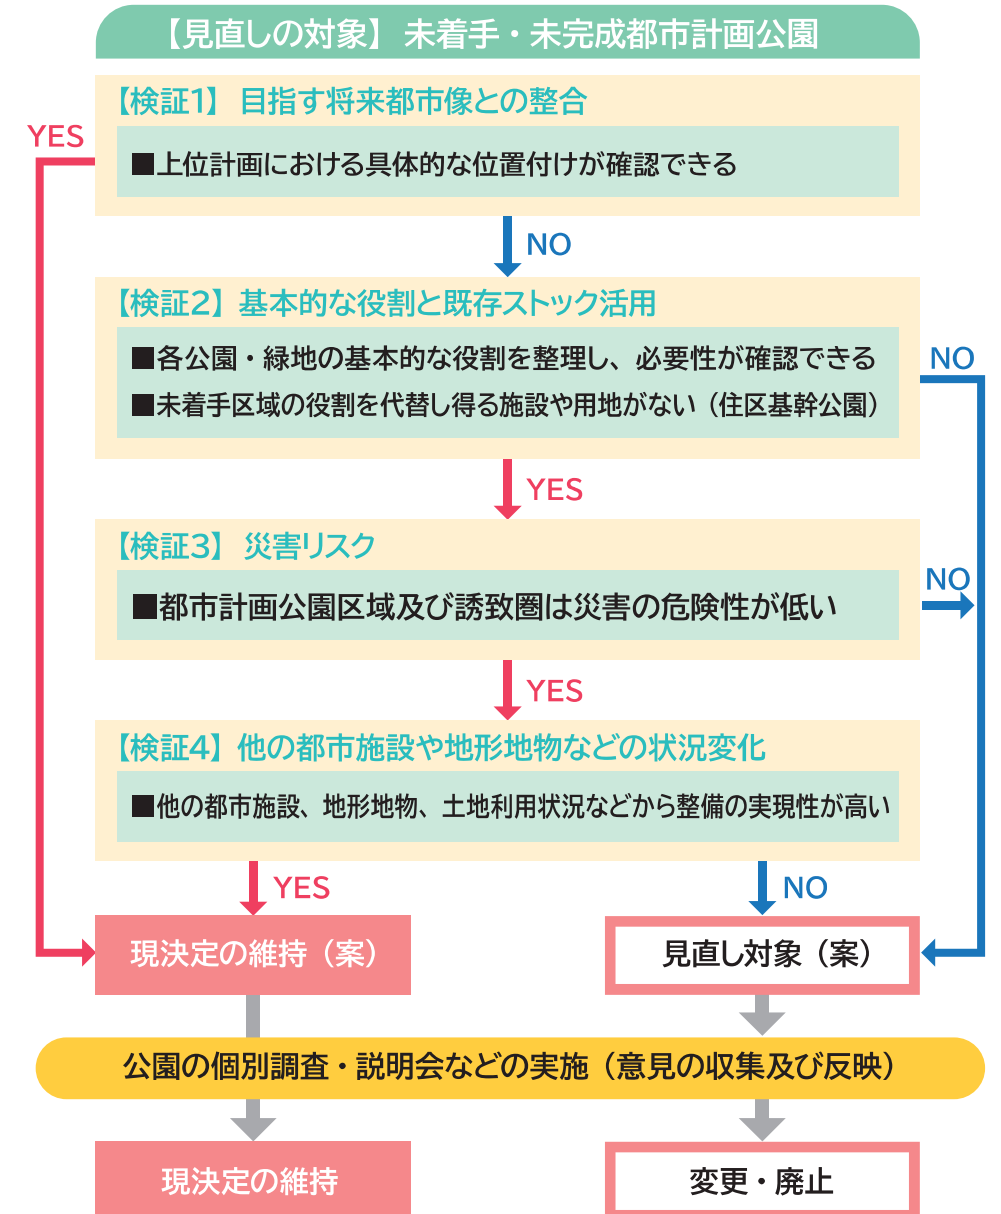 【見直しの対象】 未着手・未完成都市計画公園
【検証1】 目指す将来都市像との整合
YES
■上位計画における具体的な位置付けが確認できる
NO
【検証2】 基本的な役割と既存ストック活用
■各公園・緑地の基本的な役割を整理し、必要性が確認できる
NO
■未着手区域の役割を代替し得る施設や用地がない（住区基幹公園）
YES
【検証3】 災害リスク
NO
■都市計画公園区域及び誘致圏は災害の危険性が低い
YES
【検証4】 他の都市施設や地形地物などの状況変化
■他の都市施設、地形地物、土地利用状況などから整備の実現性が高い
YES
NO
現決定の維持（案）
見直し対象（案）
公園の個別調査・説明会などの実施（意見の収集及び反映）
現決定の維持
変更・廃止